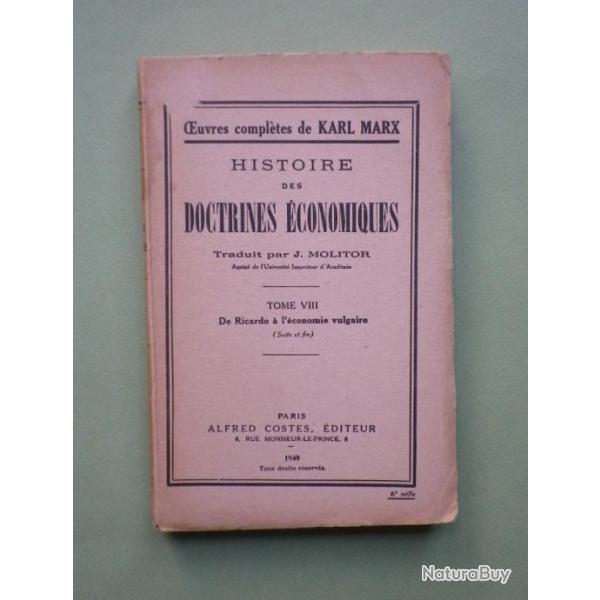 Œuvres complètes de KARL MARX
HISTOIRE
DES
DOCTRINES ÉCONOMIQUES
Traduit par J. MOLITOR
Agrégé de l'Université Inspecteur d'Académie
TOME VIII
De Ricardo à l'économie vulgaire
(Suite et fin)
PARIS
ALFRED COSTES, ÉDITEUR
8, RUE MONSIEUR-LE-PRINCE, 8
1949
Tous droits réservés.
6e mille
NaturaBuy